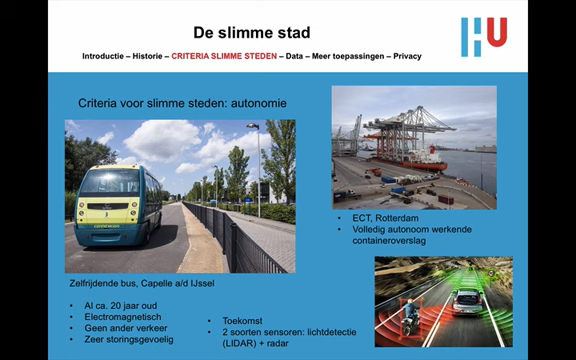 De slimme stad
HU
Introductie – Historie – CRITERIA SLIMME STEDEN – Data – Meer toepassingen – Privacy
Criteria voor slimme steden: autonomie
• ECT, Rotterdam
• Volledig autonoom werkende
containeroverslag
Zelfrijdende bus, Capelle a/d IJssel
• Al ca. 20 jaar oud
• Electromagnetisch
• Geen ander verkeer
• Zeer storingsgevoelig
• Toekomst
• 2 soorten sensoren: lichtdetectie
(LIDAR) + radar